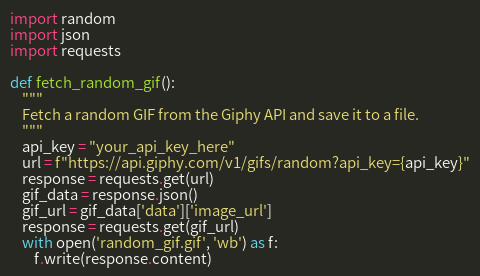 import random
import json
import requests

def fetch_random_gif():
    """
    Fetch a random GIF from the Giphy API and save it to a file.
    """
    api_key = "your_api_key_here"
    url = f"https://api.giphy.com/v1/gifs/random?api_key={api_key}"
    response = requests.get(url)
    gif_data = response.json()
    gif_url = gif_data['data']['image_url']
    response = requests.get(gif_url)
    with open('random_gif.gif', 'wb') as f:
        f.write(response.content)